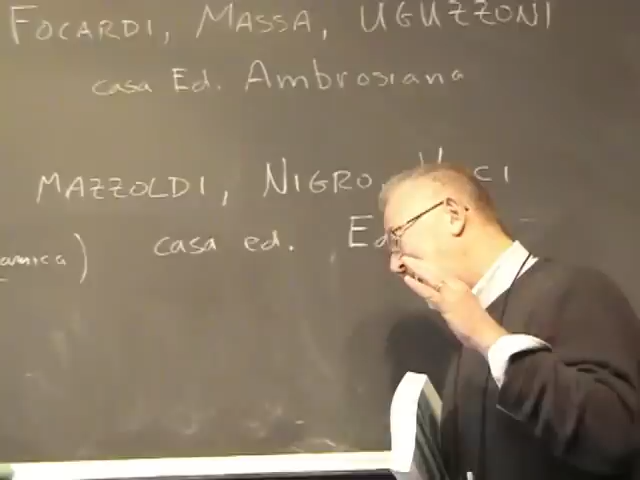 FOCARDI, MASSA, UGUZZONI
casa Ed. Ambrosiana
MAZZOLDI, NIGRO,
casa ed.